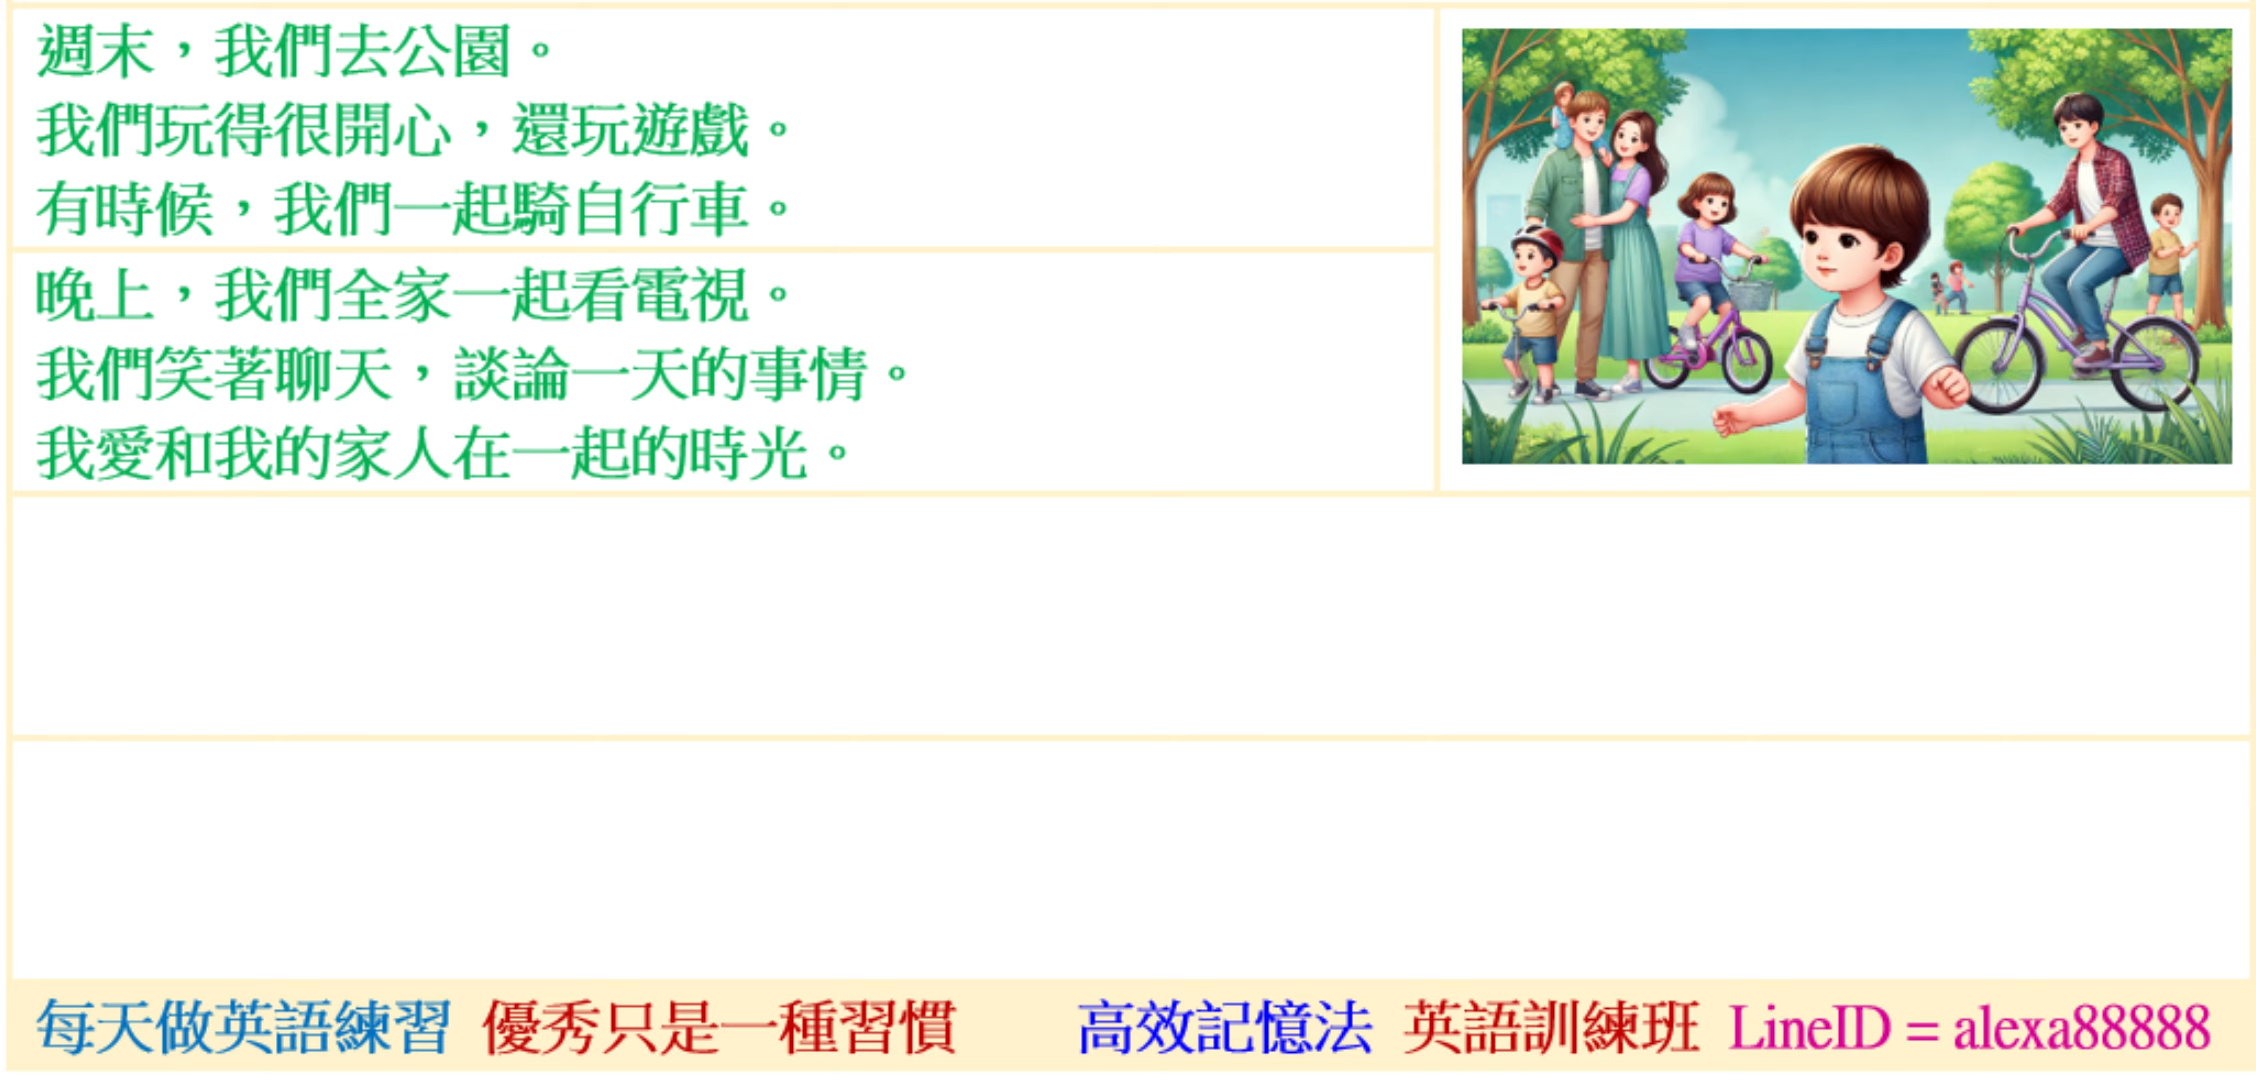 週末，我們去公園。
我們玩得很開心，還玩遊戲。
有時候，我們一起騎自行車。
晚上，我們全家一起看電視。
我們笑著聊天，談論一天的事情。
我愛和我的家人在一起的時光。
每天做英語練習 優秀只是一種習慣 高效記憶法 英語訓練班 LineID = alexa88888